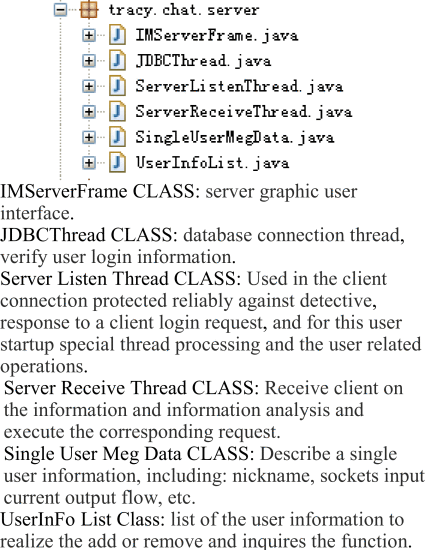 tracy.chat.server
IMServerFrame.java
JDBCThread.java
ServerListenThread.java
ServerReceiveThread.java
SingleUserMegData.java
UserInfoList.java
IMServerFrame CLASS: server graphic user
interface.
JDBCThread CLASS: database connection thread,
verify user login information.
Server Listen Thread CLASS: Used in the client
connection protected reliably against detective,
response to a client login request, and for this user
startup special thread processing and the user related
operations.
Server Receive Thread CLASS: Receive client on
the information and information analysis and
execute the corresponding request.
Single User Meg Data CLASS: Describe a single
user information, including: nickname, sockets input
current output flow, etc.
UserInFo List Class: list of the user information to
realize the add or remove and inquires the function.